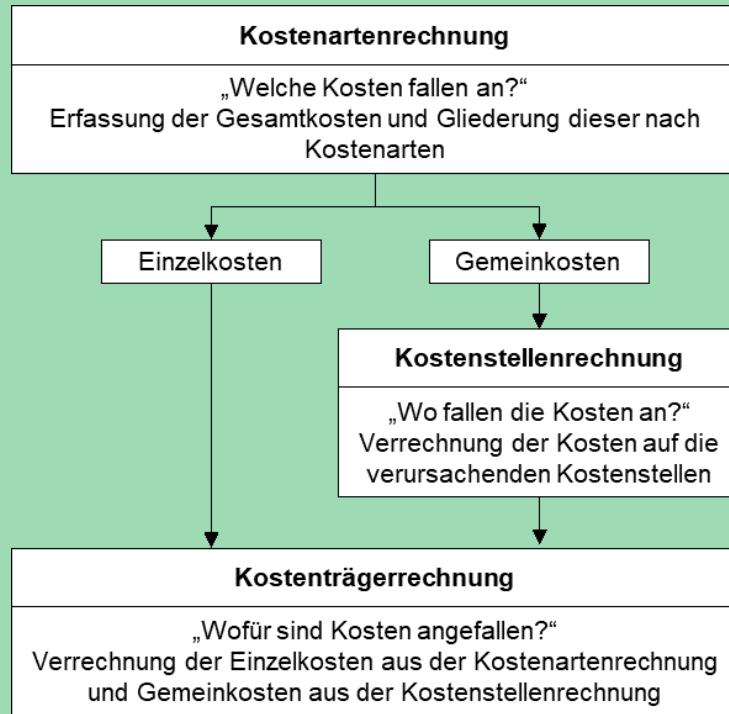 Kostenartenrechnung
„Welche Kosten fallen an?“
Erfassung der Gesamtkosten und Gliederung dieser nach
Kostenarten
Einzelkosten
Gemeinkosten
Kostenstellenrechnung
„Wo fallen die Kosten an?“
Verrechnung der Kosten auf die
verursachenden Kostenstellen
Kostenträgerrechnung
„Wofür sind Kosten angefallen?“
Verrechnung der Einzelkosten aus der Kostenartenrechnung
und Gemeinkosten aus der Kostenstellenrechnung